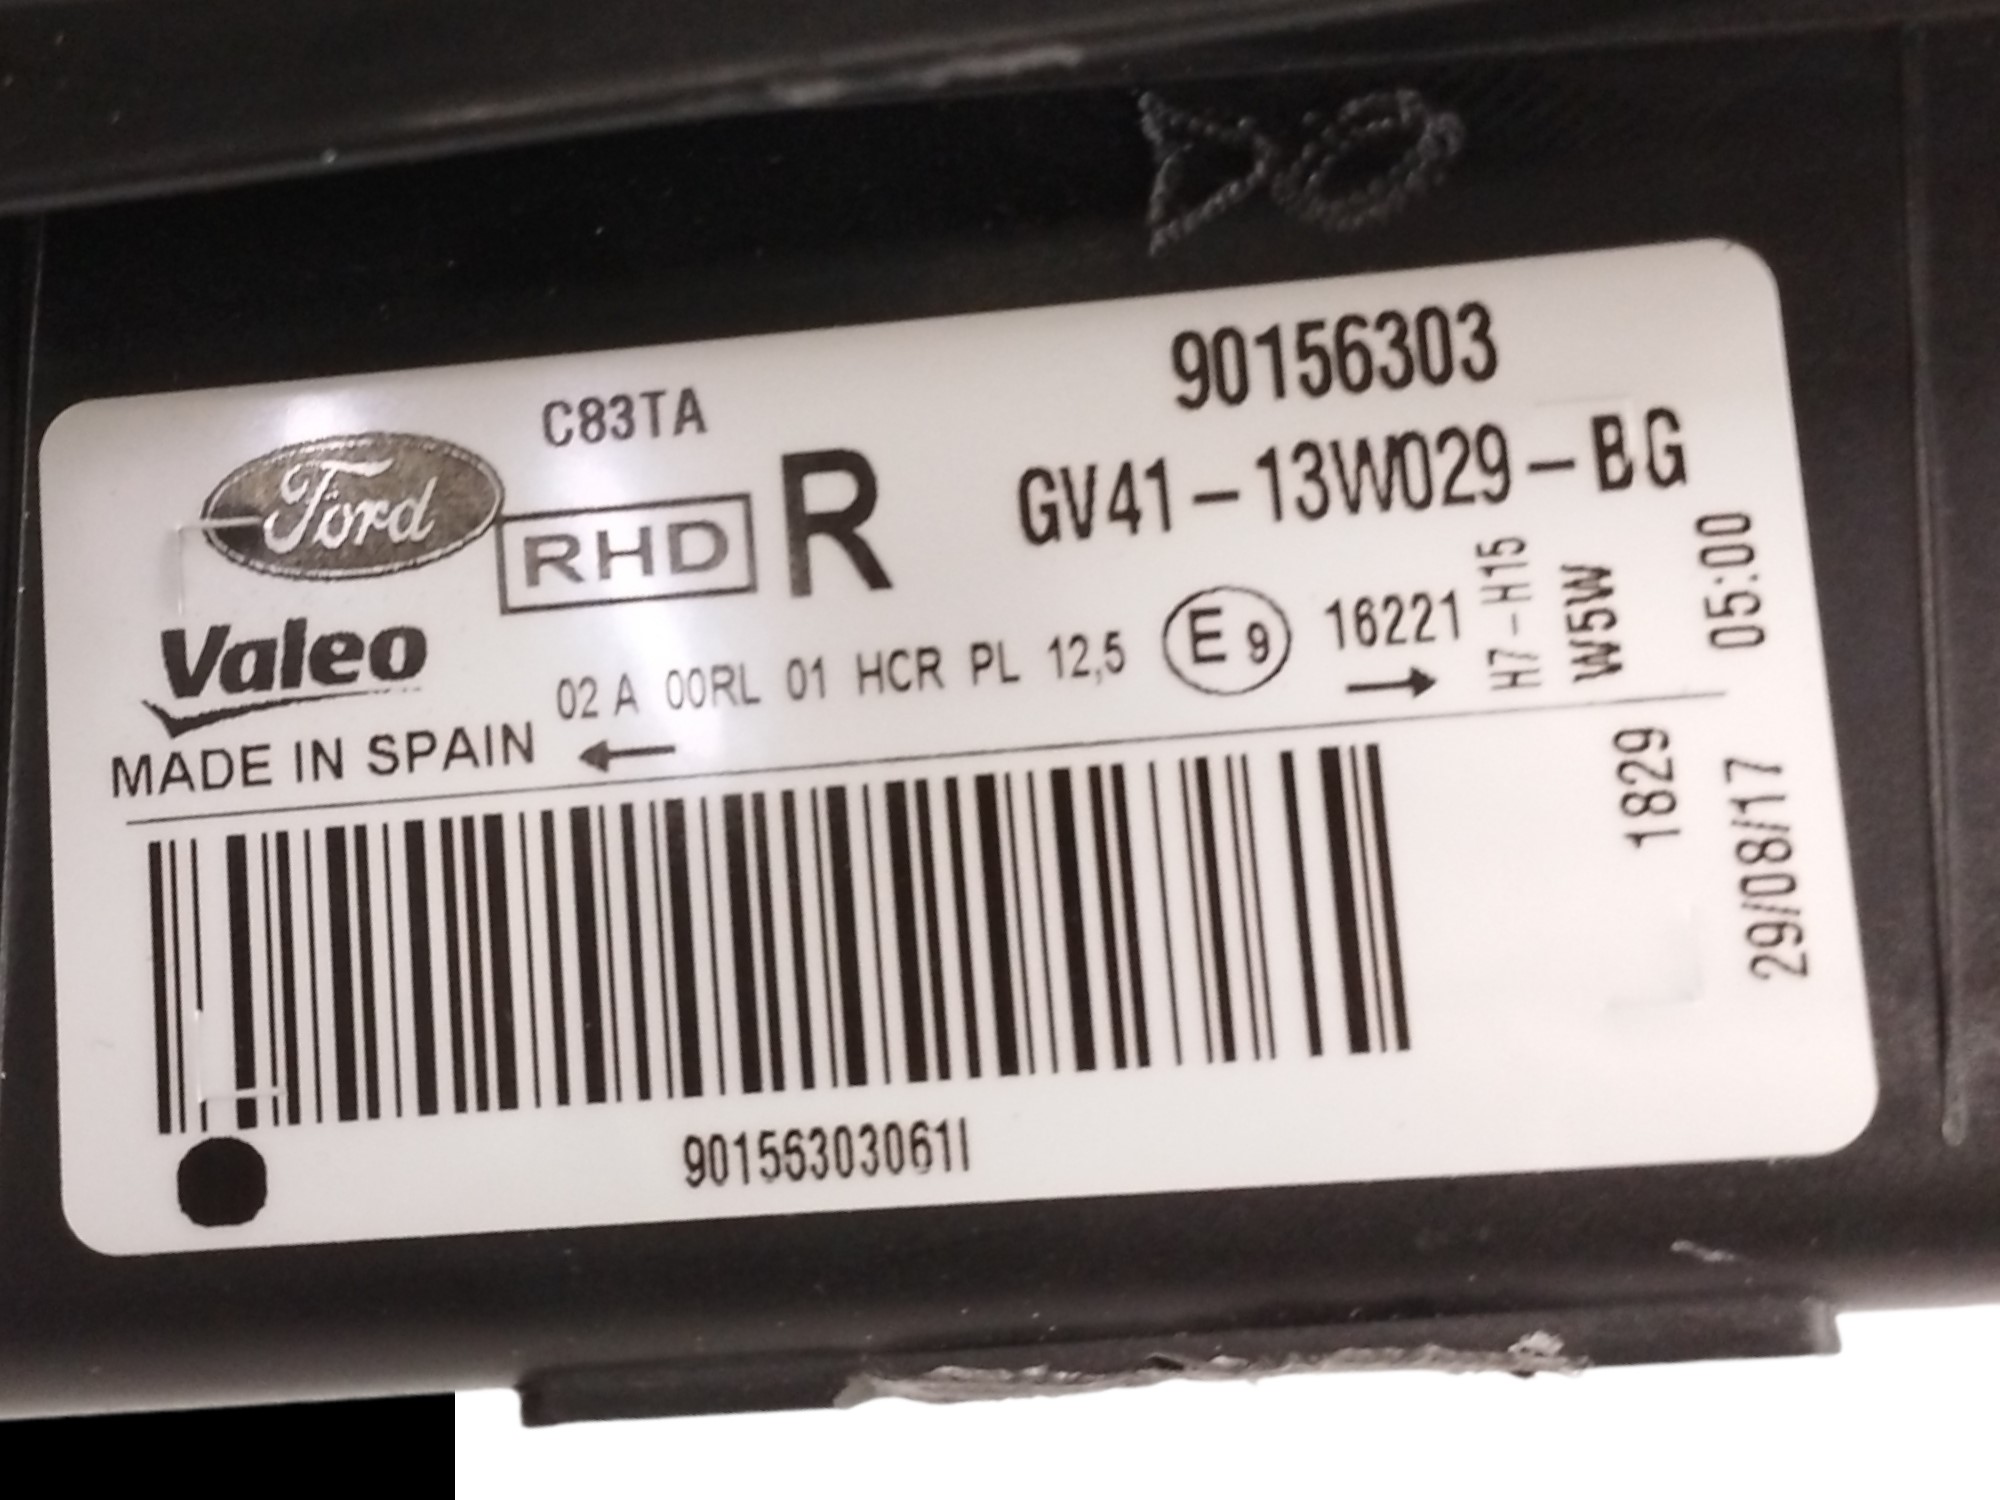 C83TA
90156303
Ford
RHD R
GV41-13W029-BG
Valeo
02 A 00RL 01 HCR PL 12,5 E9 16221 →
H7-H15
W5W
05:00
MADE IN SPAIN ←
1829
29/08/17
90156303061I